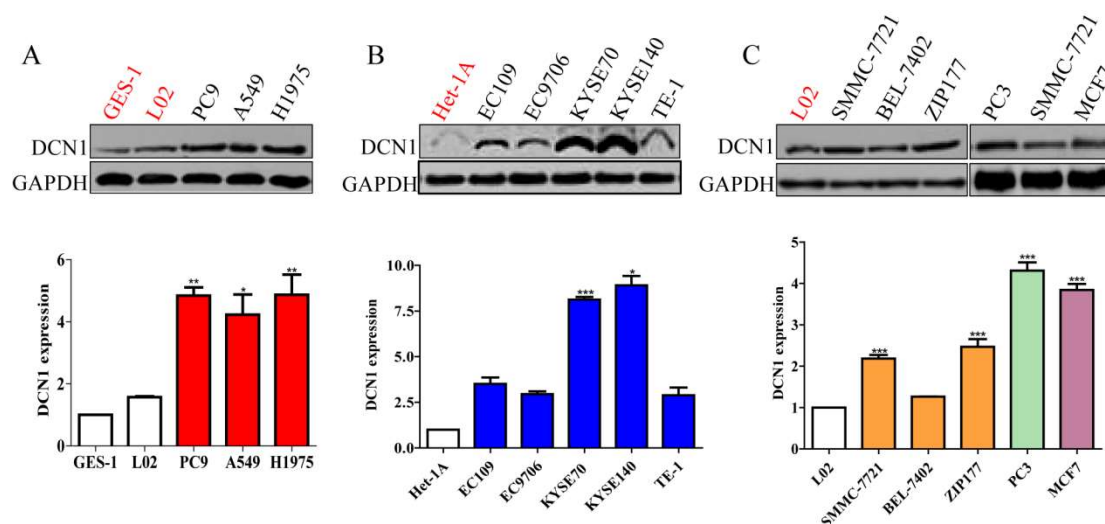 A
GES-1 L02 PC9 A549 H1975
DCN1
GAPDH
DCN1 expression
6
4
2
0
** * **
GES-1 L02 PC9 A549 H1975
B
Het-1A EC109 EC9706 KYSE70 KYSE140 TE-1
DCN1
GAPDH
DCN1 expression
10.0
7.5
5.0
2.5
0.0
*** *
Het-1A EC109 EC9706 KYSE70 KYSE140 TE-1
C
L02 SMMC-7721 BEL-7402 ZIP177 PC3 SMMC-7721 MCF7
DCN1
GAPDH
DCN1 expression
5
4
3
2
1
0
*** *** *** ***
L02 SMMC-7721 BEL-7402 ZIP177 PC3 MCF7